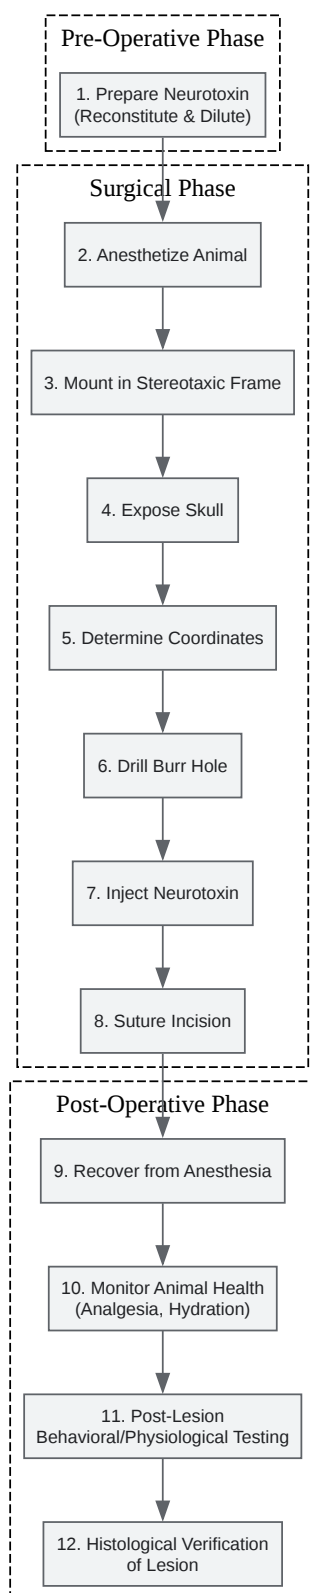 Pre-Operative Phase
1. Prepare Neurotoxin
(Reconstitute & Dilute)
Surgical Phase
2. Anesthetize Animal
3. Mount in Stereotaxic Frame
4. Expose Skull
5. Determine Coordinates
6. Drill Burr Hole
7. Inject Neurotoxin
8. Suture Incision
Post-Operative Phase
9. Recover from Anesthesia
10. Monitor Animal Health
(Analgesia, Hydration)
11. Post-Lesion
Behavioral/Physiological Testing
12. Histological Verification
of Lesion